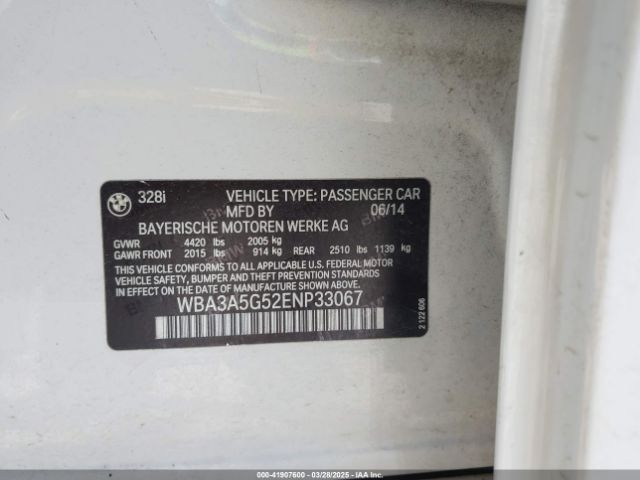 328i VEHICLE TYPE: PASSENGER CAR
MFD BY 06/14
BAYERISCHE MOTOREN WERKE AG
GVWR 4420 lbs 2005 kg
GAWR FRONT 2015 lbs 914 kg REAR 2510 lbs 1139 kg
THIS VEHICLE CONFORMS TO ALL APPLICABLE U.S. FEDERAL MOTOR
VEHICLE SAFETY, BUMPER AND THEFT PREVENTION STANDARDS
IN EFFECT ON THE DATE OF MANUFACTURE SHOWN ABOVE.
WBA3A5G52ENP33067
2 122 606
000-41907600 | 03/28/2025 | IAAI.COM